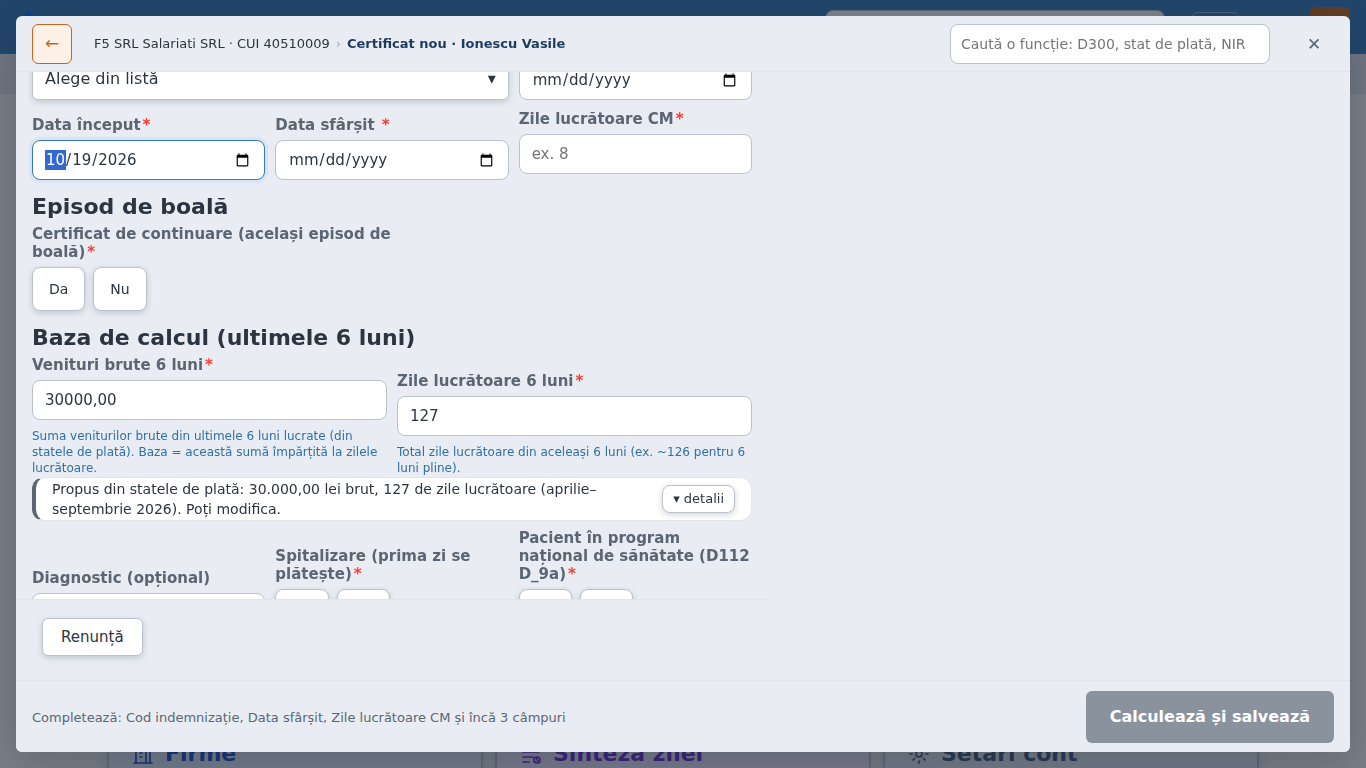 ←
F5 SRL Salariati SRL · CUI 40510009 › Certificat nou · Ionescu Vasile
Caută o funcție: D300, stat de plată, NIR
✕
Alege din listă ▼
mm/dd/yyyy
Data început*
Data sfârșit *
Zile lucrătoare CM*
10/19/2026
mm/dd/yyyy
ex. 8
Episod de boală
Certificat de continuare (același episod de
boală)*
Da
Nu
Baza de calcul (ultimele 6 luni)
Venituri brute 6 luni*
30000,00
Suma veniturilor brute din ultimele 6 luni lucrate (din
statele de plată). Baza = această sumă împărțită la zilele
lucrătoare.
Zile lucrătoare 6 luni*
127
Total zile lucrătoare din aceleași 6 luni (ex. ~126 pentru 6
luni pline).
Propus din statele de plată: 30.000,00 lei brut, 127 de zile lucrătoare (aprilie–
septembrie 2026). Poți modifica.
▾ detalii
Diagnostic (opțional)
Spitalizare (prima zi se
plătește)*
Pacient în program
național de sănătate (D112
D_9a)*
Renunță
Completează: Cod indemnizație, Data sfârșit, Zile lucrătoare CM și încă 3 câmpuri
Calculează și salvează
Firme
Sinteza zilei
Setări cont